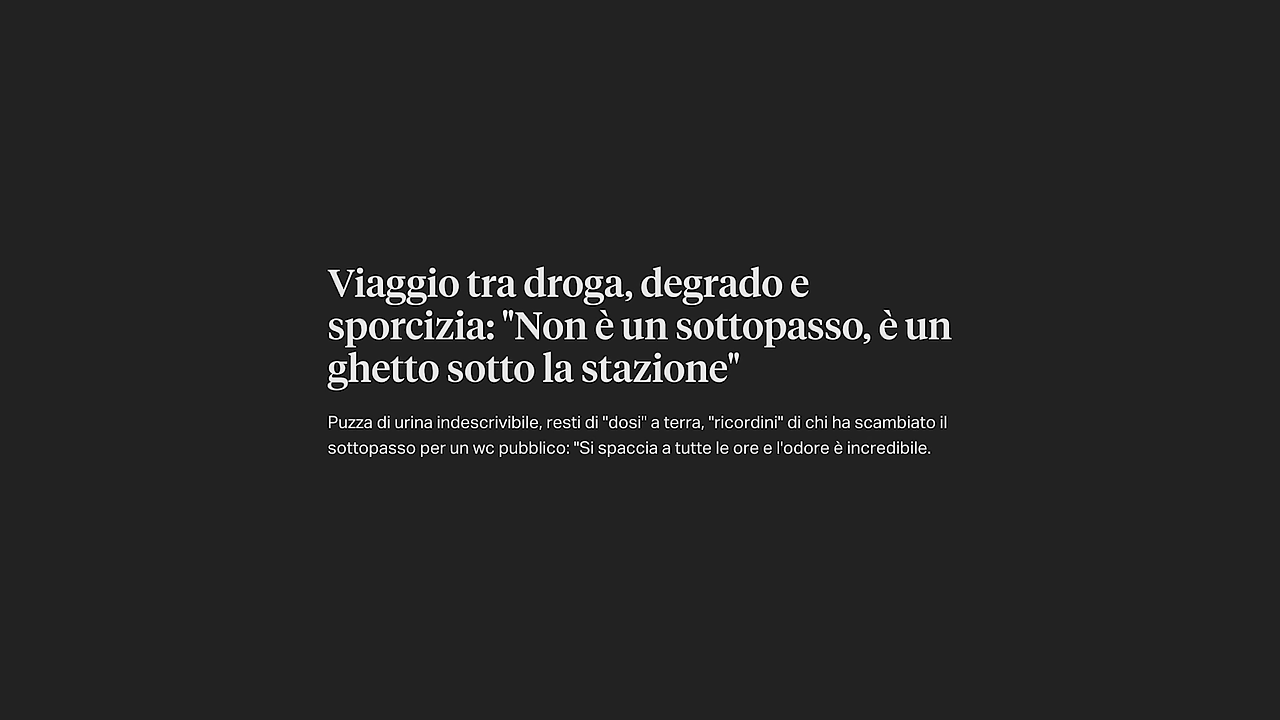 Viaggio tra droga, degrado e
sporcizia: "Non è un sottopasso, è un
ghetto sotto la stazione"
Puzza di urina indescrivibile, resti di "dosi" a terra, "ricordini" di chi ha scambiato il
sottopasso per un wc pubblico: "Si spaccia a tutte le ore e l'odore è incredibile.